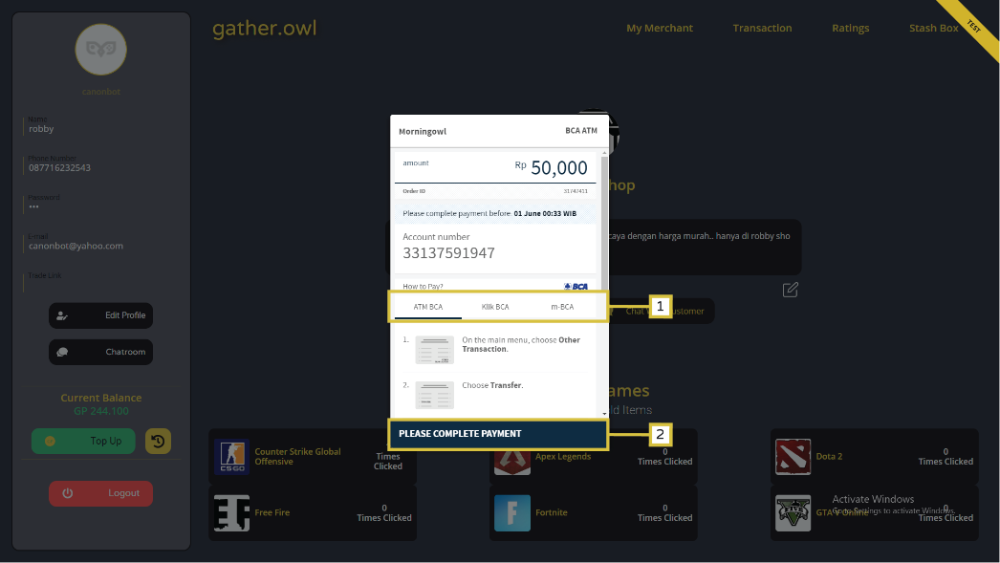 canonbot
Name
robby
Phone Number
087716232543
Password
•••
E-mail
canonbot@yahoo.com
Trade Link
Edit Profile
Chatroom
Current Balance
GP 244.100
Top Up
Logout
gather.owl
My Merchant
Transaction
Ratings
Stash Box
TEST
Morningowl
BCA ATM
amount
Rp 50,000
Order ID
31747411
Please complete payment before: 01 June 00:33 WIB
Account number
33137591947
How to Pay?
BCA
ATM BCA
Klik BCA
m-BCA
1
1.
On the main menu, choose Other
Transaction.
2.
Choose Transfer.
PLEASE COMPLETE PAYMENT
2
hop
caya dengan harga murah.. hanya di robby sho
Chat
ustomer
ames
id Items
CS:GO
Counter Strike Global
Offensive
Times
Clicked
Apex Legends
0
Times Clicked
Dota 2
0
Times Clicked
Free Fire
0
Times Clicked
Fortnite
0
Times Clicked
GTA V Online
0
Times Clicked
Activate Windows
Go to Settings to activate Windows.